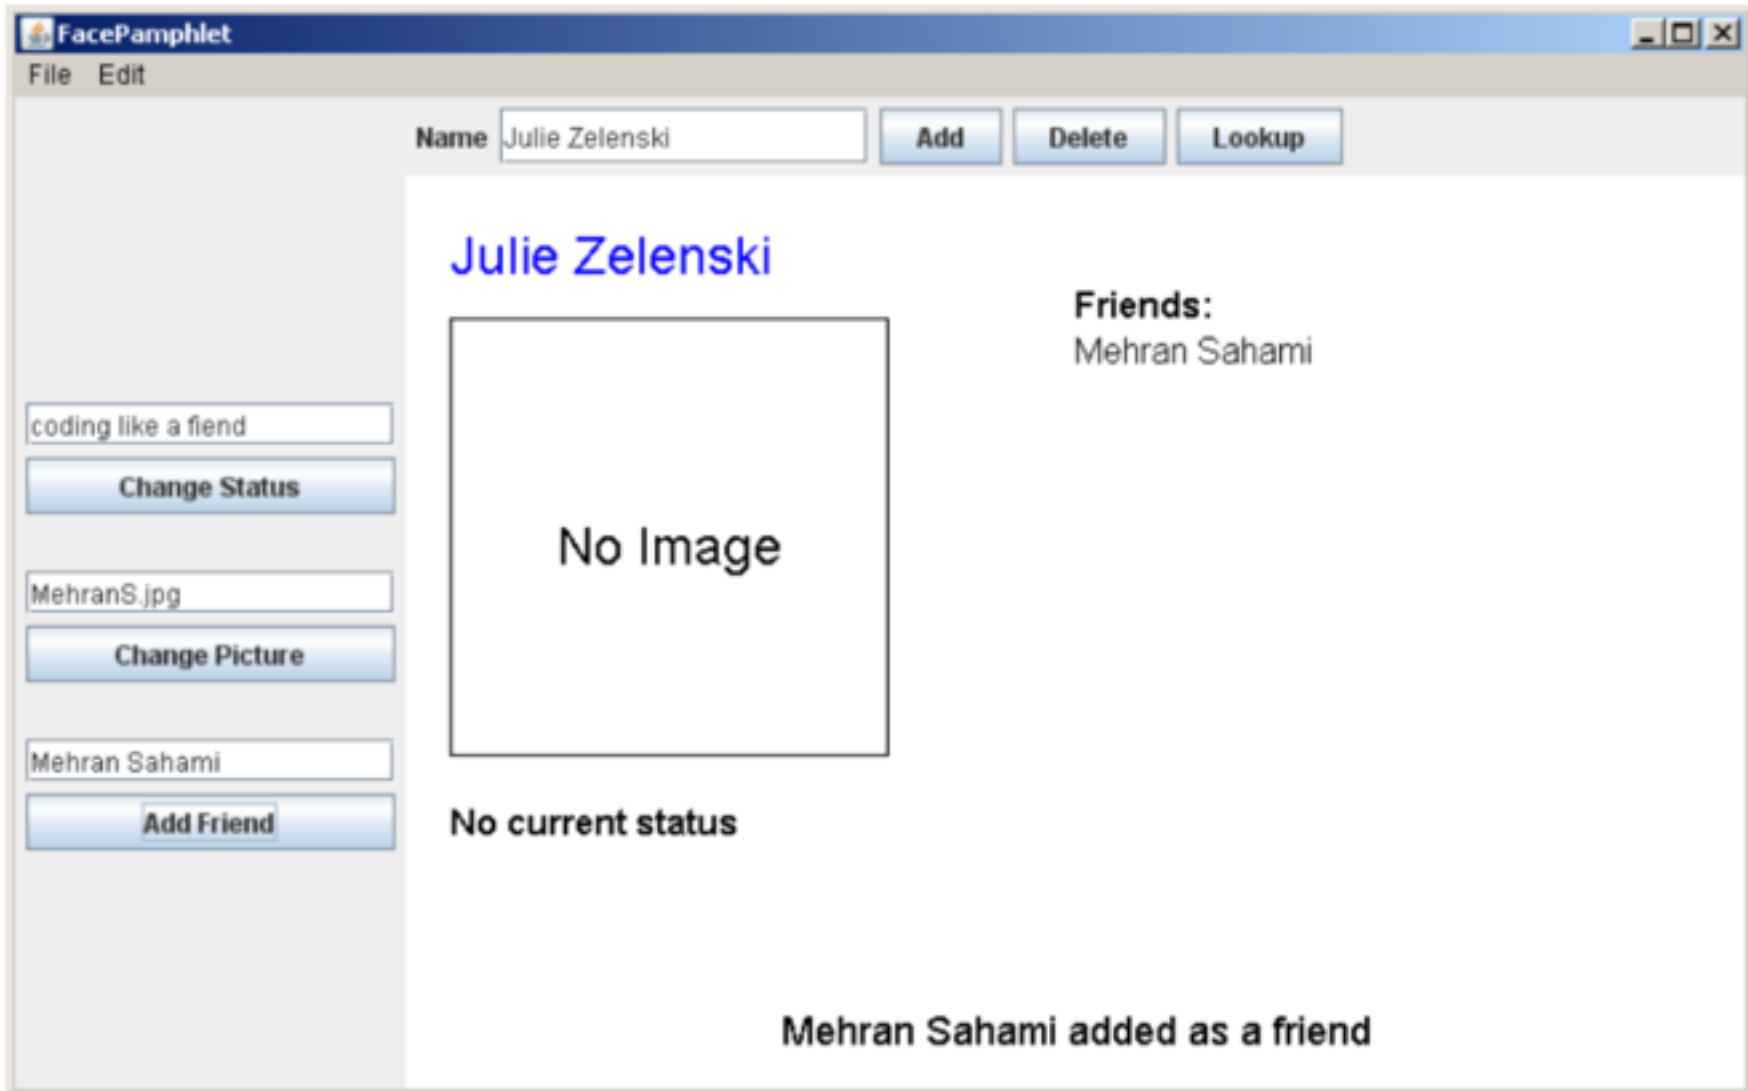 FacePamphlet
File Edit
Name Julie Zelenski Add Delete Lookup
Julie Zelenski
Friends:
Mehran Sahami
coding like a fiend
Change Status
No Image
MehranS.jpg
Change Picture
Mehran Sahami
Add Friend
No current status
Mehran Sahami added as a friend